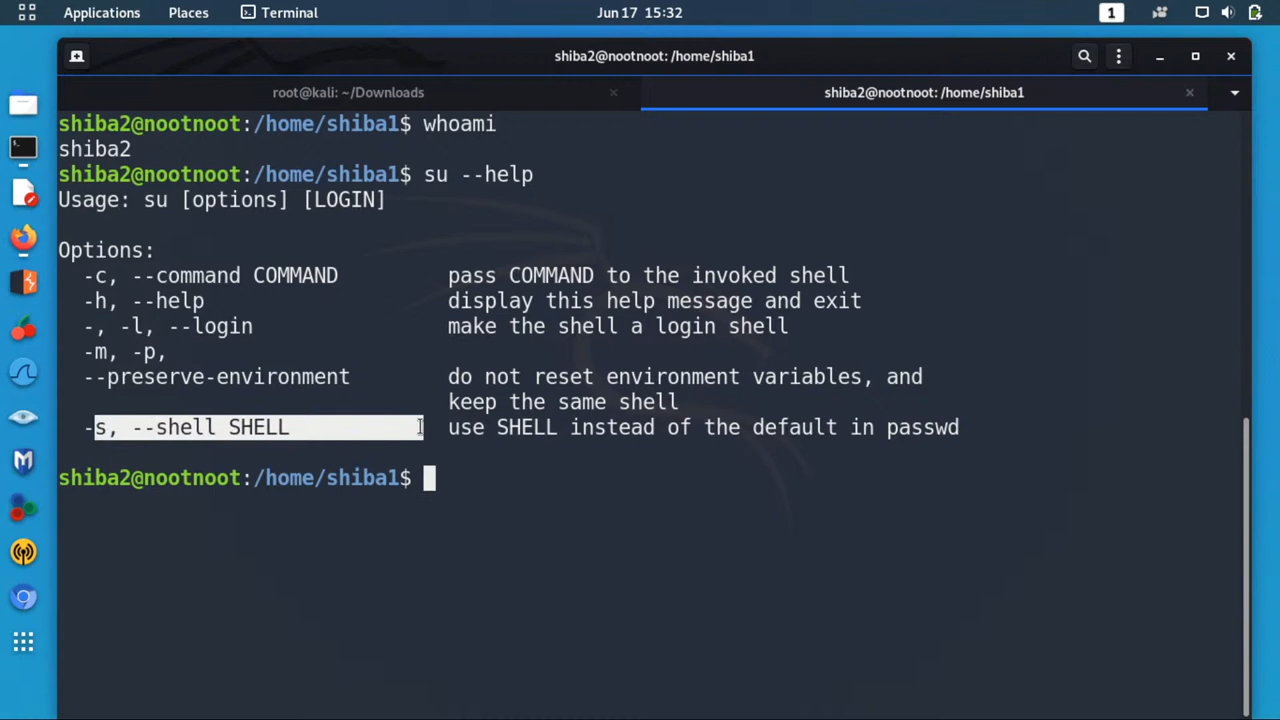 Applications Places Terminal Jun 17 15:32 1
shiba2@nootnoot: /home/shiba1
root@kali: ~/Downloads shiba2@nootnoot: /home/shiba1
shiba2@nootnoot:/home/shiba1$ whoami
shiba2
shiba2@nootnoot:/home/shiba1$ su --help
Usage: su [options] [LOGIN]
Options:
-c, --command COMMAND pass COMMAND to the invoked shell
-h, --help display this help message and exit
-, -l, --login make the shell a login shell
-m, -p,
--preserve-environment do not reset environment variables, and
keep the same shell
-s, --shell SHELL use SHELL instead of the default in passwd
shiba2@nootnoot:/home/shiba1$